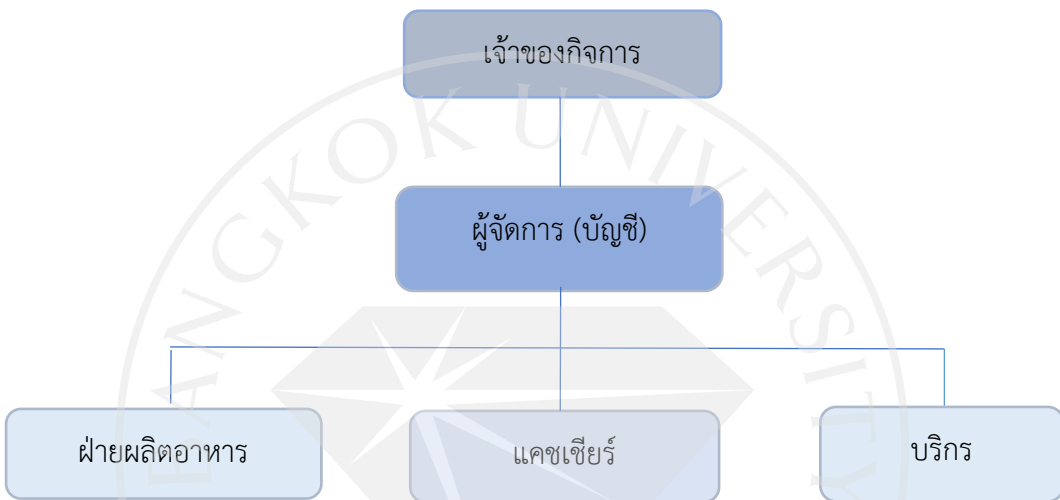 เจ้าของกิจการ
BANGKOK UNIVERSITY
ผู้จัดการ (บัญชี)
ฝ่ายผลิตอาหาร
แคชเชียร์
บริกร